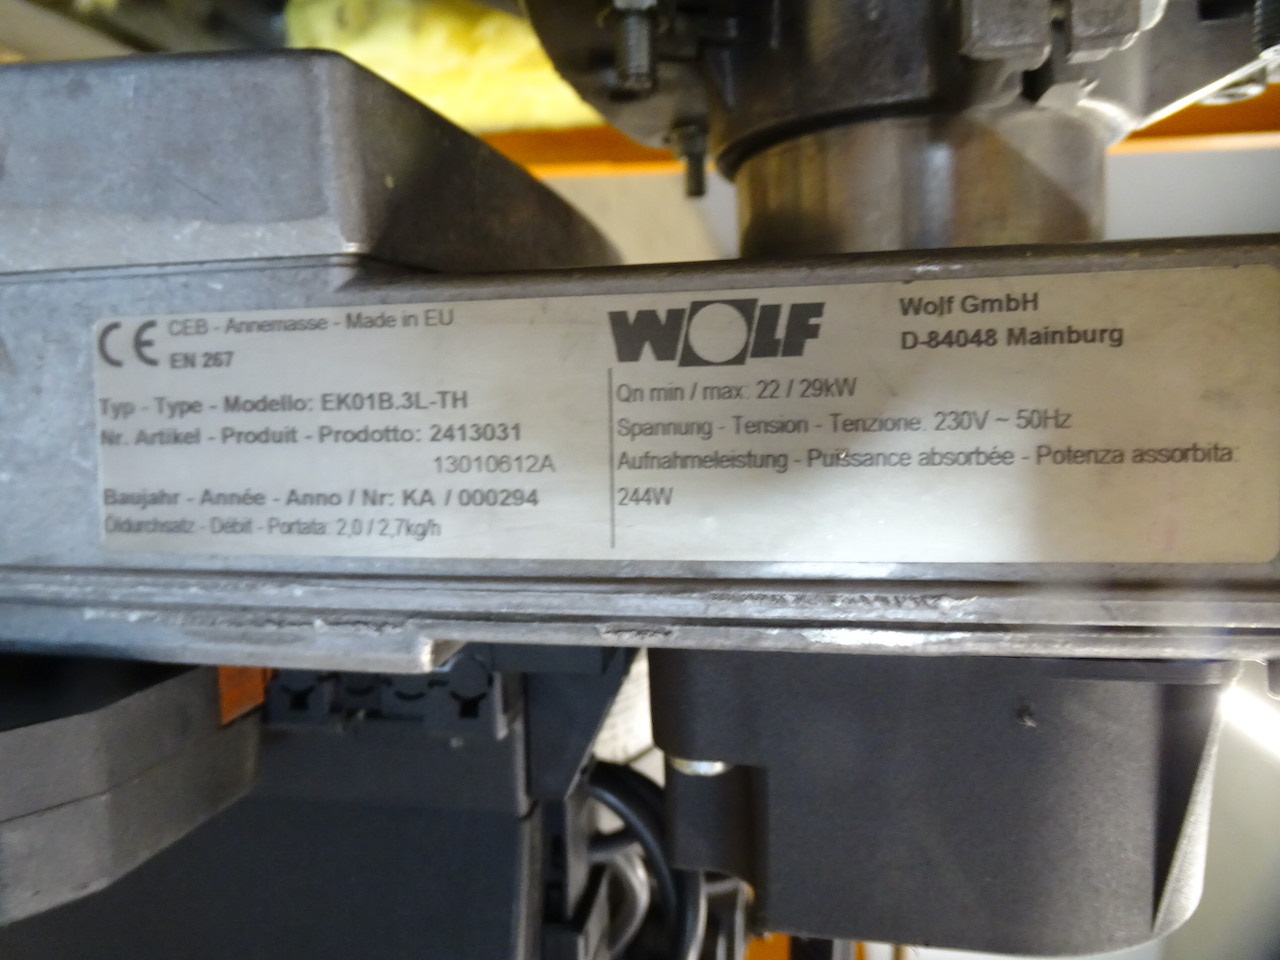 CE
CEB - Annemasse - Made in EU
EN 267
Typ - Type - Modello: EK01B.3L-TH
Nr. Artikel - Produit - Prodotto: 2413031
13010612A
Baujahr - Année - Anno / Nr: KA / 000294
Öldurchsatz - Débit - Portata: 2,0 / 2,7kg/h
WOLF
Wolf GmbH
D-84048 Mainburg
Qn min / max: 22 / 29kW
Spannung - Tension - Tenzione: 230V ~ 50Hz
Aufnahmeleistung - Puissance absorbée - Potenza assorbita:
244W